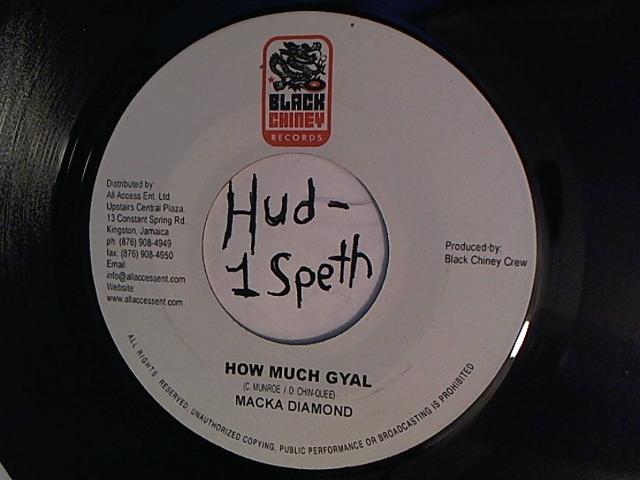 BLACK
CHINEY
RECORDS
Distributed by:
All Access Ent. Ltd.
Upstairs Central Plaza,
13 Constant Spring Rd.
Kingston, Jamaica
ph: (876) 908-4949
fax: (876) 908-4950
Email:
info@allaccessent.com
Website:
www.allaccessent.com
Hud-
1 Speth
Produced-by:
Black Chiney Crew
HOW MUCH GYAL
(C. MUNROE / D. CHIN-QUEE)
MACKA DIAMOND
ALL RIGHTS RESERVED, UNAUTHORIZED COPYING, PUBLIC PERFORMANCE OR BROADCASTING IS PROHIBITED